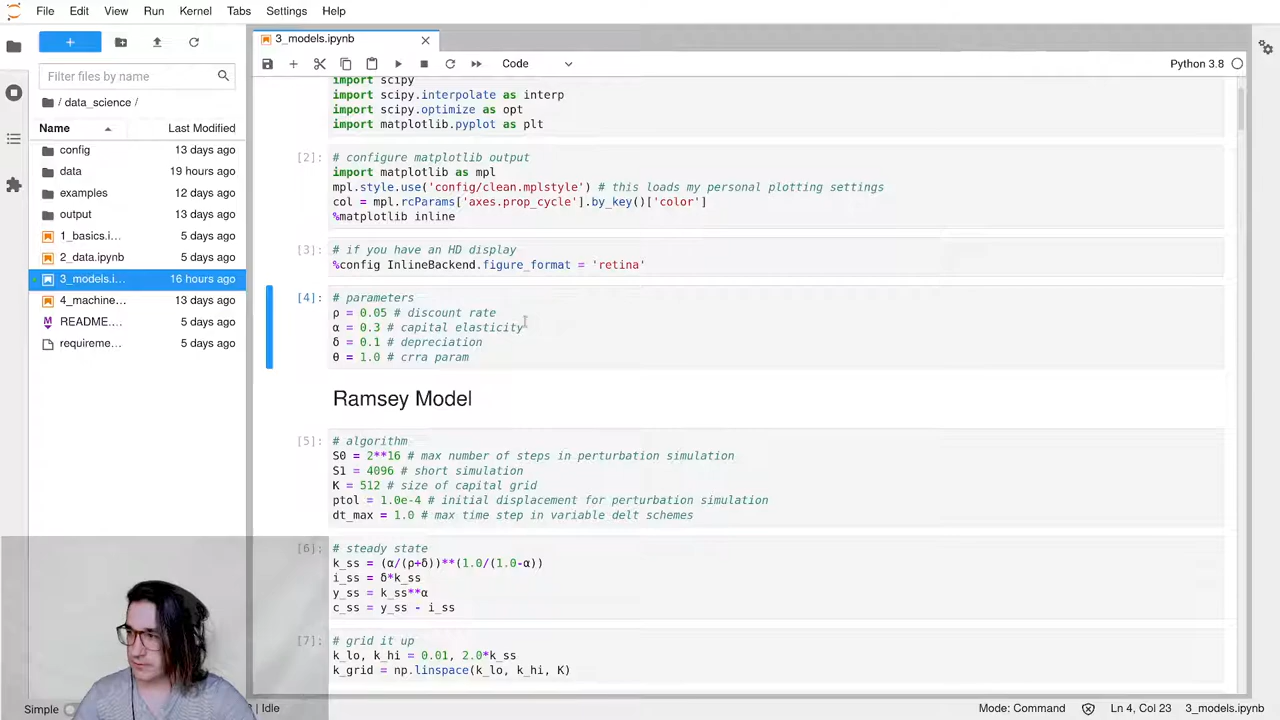 File Edit View Run Kernel Tabs Settings Help
3_models.ipynb
Code
Python 3.8
Filter files by name
/ data_science /
Name Last Modified
config 13 days ago
data 19 hours ago
examples 12 days ago
output 13 days ago
1_basics.i... 5 days ago
2_data.ipynb 5 days ago
3_models.i... 16 hours ago
4_machine... 13 days ago
README.... 5 days ago
requireme... 5 days ago
import scipy
import scipy.interpolate as interp
import scipy.optimize as opt
import matplotlib.pyplot as plt
[2]: # configure matplotlib output
import matplotlib as mpl
mpl.style.use('config/clean.mplstyle') # this loads my personal plotting settings
col = mpl.rcParams['axes.prop_cycle'].by_key()['color']
%matplotlib inline
[3]: # if you have an HD display
%config InlineBackend.figure_format = 'retina'
[4]: # parameters
ρ = 0.05 # discount rate
α = 0.3 # capital elasticity
δ = 0.1 # depreciation
θ = 1.0 # crra param
Ramsey Model
[5]: # algorithm
S0 = 2**16 # max number of steps in perturbation simulation
S1 = 4096 # short simulation
K = 512 # size of capital grid
ptol = 1.0e-4 # initial displacement for perturbation simulation
dt_max = 1.0 # max time step in variable delt schemes
[6]: # steady state
k_ss = (α/(ρ+δ))**(1.0/(1.0-α))
i_ss = δ*k_ss
y_ss = k_ss**α
c_ss = y_ss - i_ss
[7]: # grid it up
k_lo, k_hi = 0.01, 2.0*k_ss
k_grid = np.linspace(k_lo, k_hi, K)
Simple | Idle Mode: Command Ln 4, Col 23 3_models.ipynb